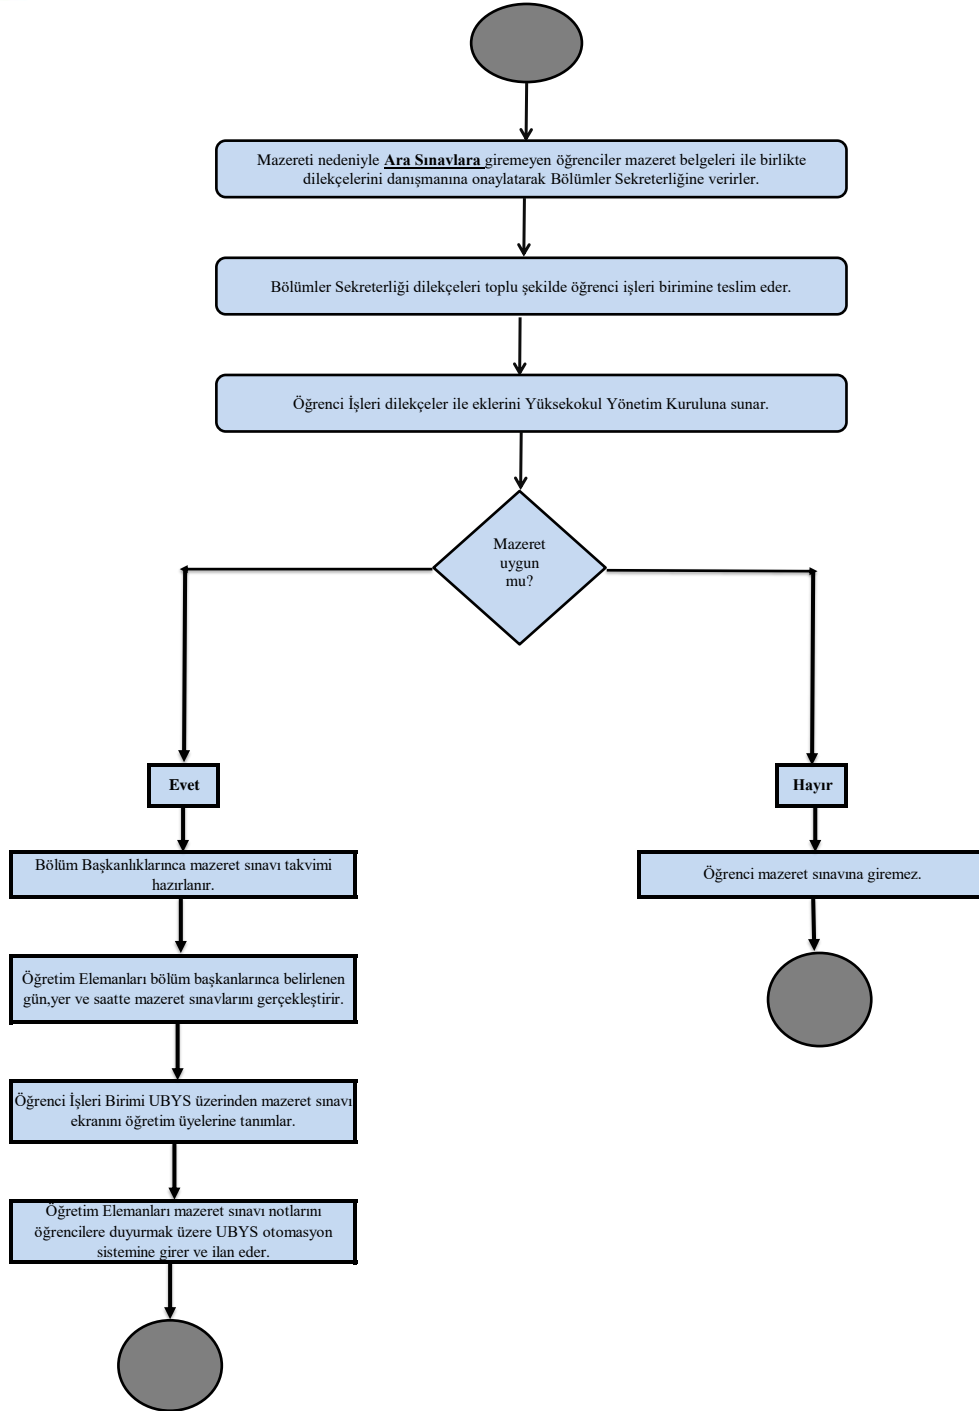 Mazereti nedeniyle Ara Sınavlara giremeyen öğrenciler mazeret belgeleri ile birlikte
dilekçelerini danışmanına onaylatarak Bölümler Sekreterliğine verirler.
Bölümler Sekreterliği dilekçeleri toplu şekilde öğrenci işleri birimine teslim eder.
Öğrenci İşleri dilekçeler ile eklerini Yüksekokul Yönetim Kuruluna sunar.
Mazeret
uygun
mu?
Evet
Hayır
Bölüm Başkanlıklarınca mazeret sınavı takvimi
hazırlanır.
Öğrenci mazeret sınavına giremez.
Öğretim Elemanları bölüm başkanlarınca belirlenen
gün,yer ve saatte mazeret sınavlarını gerçekleştirir.
Öğrenci İşleri Birimi UBYS üzerinden mazeret sınavı
ekranını öğretim üyelerine tanımlar.
Öğretim Elemanları mazeret sınavı notlarını
öğrencilere duyurmak üzere UBYS otomasyon
sistemine girer ve ilan eder.